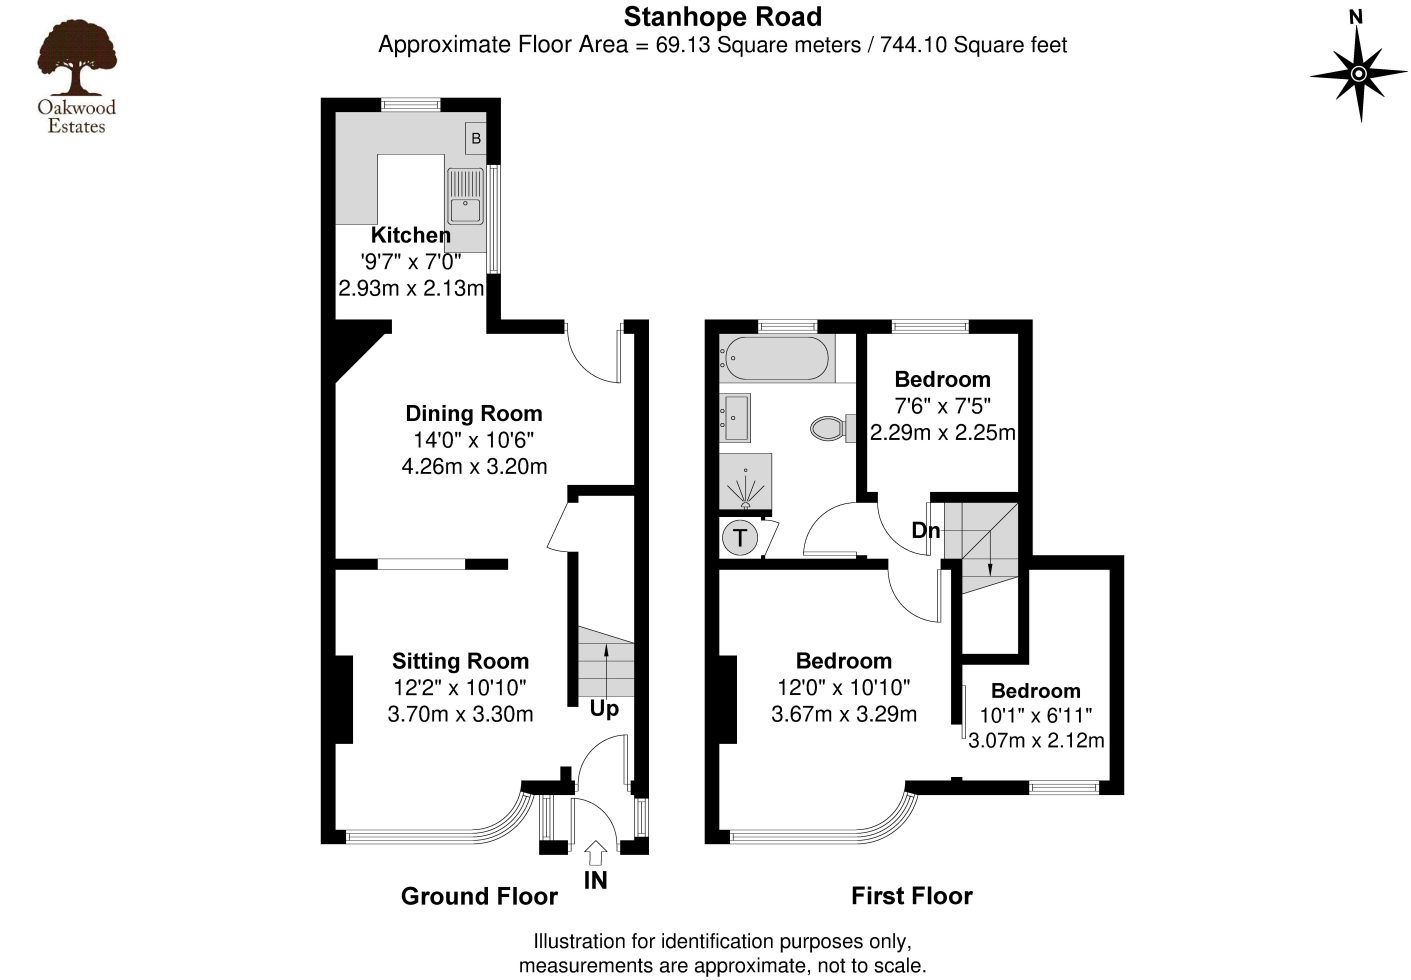 Stanhope Road
Approximate Floor Area = 69.13 Square meters / 744.10 Square feet
Oakwood
Estates
N
B
Kitchen
'9'7" x 7'0"
2.93m x 2.13m
Dining Room
14'0" x 10'6"
4.26m x 3.20m
Sitting Room
12'2" x 10'10"
3.70m x 3.30m
Up
IN
Ground Floor
Bedroom
7'6" x 7'5"
2.29m x 2.25m
Dn
T
Bedroom
12'0" x 10'10"
3.67m x 3.29m
Bedroom
10'1" x 6'11"
3.07m x 2.12m
First Floor
Illustration for identification purposes only,
measurements are approximate, not to scale.